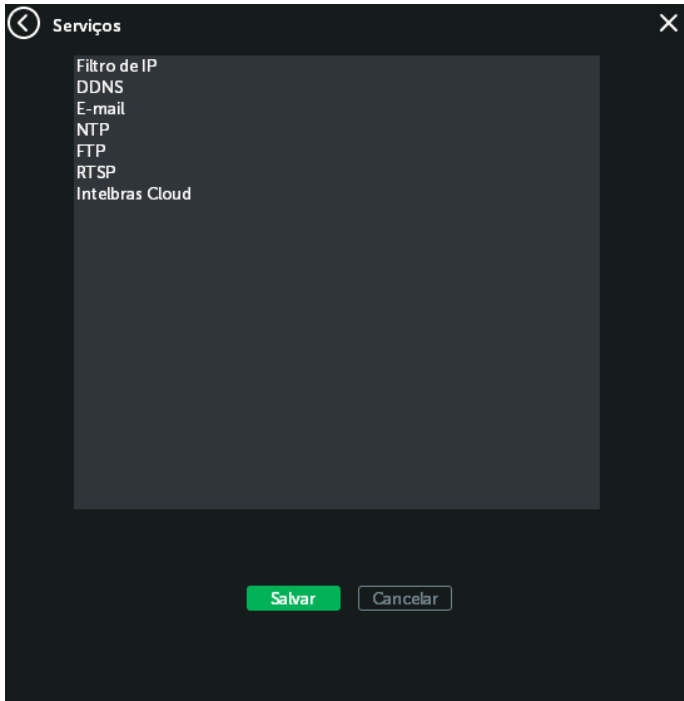 Serviços
Filtro de IP
DDNS
E-mail
NTP
FTP
RTSP
Intelbras Cloud
Salvar
Cancelar